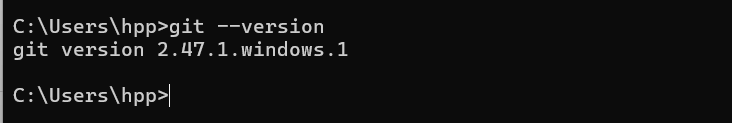 C:\Users\hpp>git --version
git version 2.47.1.windows.1
C:\Users\hpp>